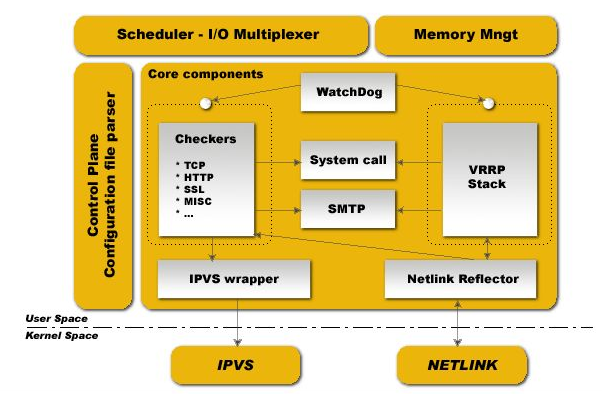 Scheduler - I/O Multiplexer
Memory Mngt
Control Plane
Configuration file parser
Core components
WatchDog
Checkers
* TCP
* HTTP
* SSL
* MISC
* ...
System call
SMTP
VRRP
Stack
IPVS wrapper
Netlink Reflector
User Space
Kernel Space
IPVS
NETLINK